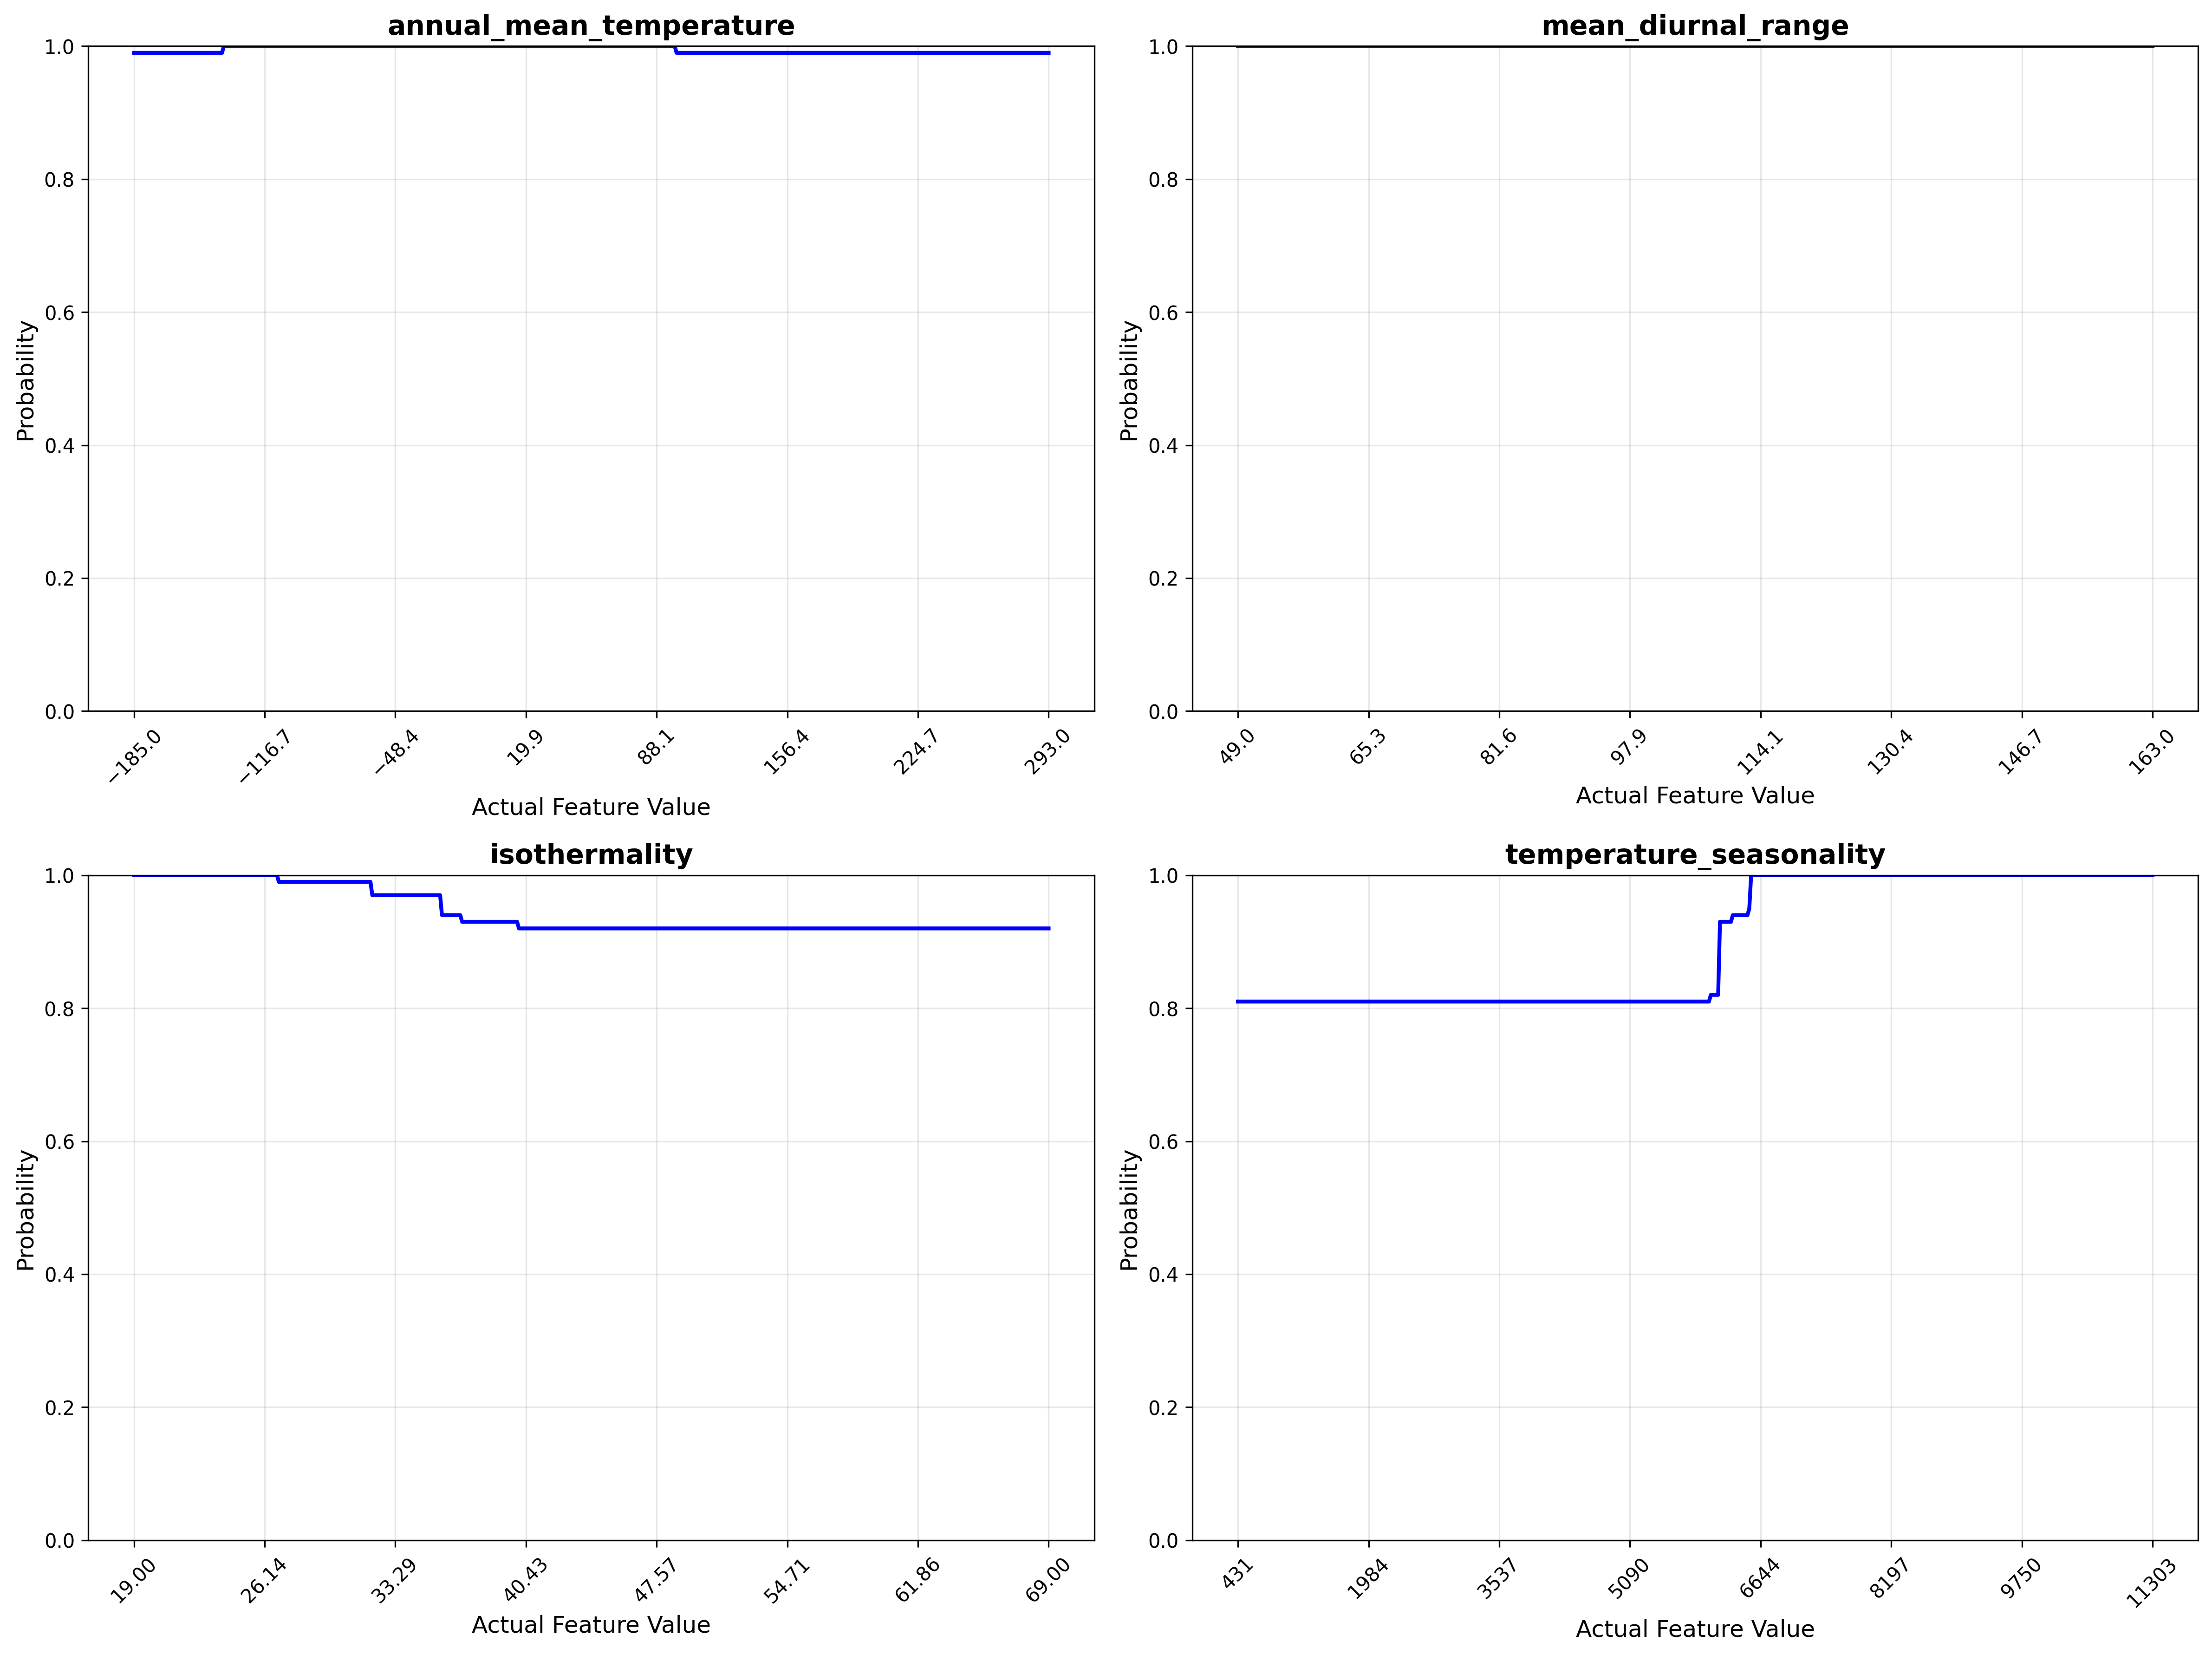 annual_mean_temperature
1.0
0.8
0.6
0.4
0.2
0.0
Probability
−185.0 −116.7 −48.4 19.9 88.1 156.4 224.7 293.0
Actual Feature Value
mean_diurnal_range
1.0
0.8
0.6
0.4
0.2
0.0
Probability
49.0 65.3 81.6 97.9 114.1 130.4 146.7 163.0
Actual Feature Value
isothermality
1.0
0.8
0.6
0.4
0.2
0.0
Probability
19.00 26.14 33.29 40.43 47.57 54.71 61.86 69.00
Actual Feature Value
temperature_seasonality
1.0
0.8
0.6
0.4
0.2
0.0
Probability
431 1984 3537 5090 6644 8197 9750 11303
Actual Feature Value